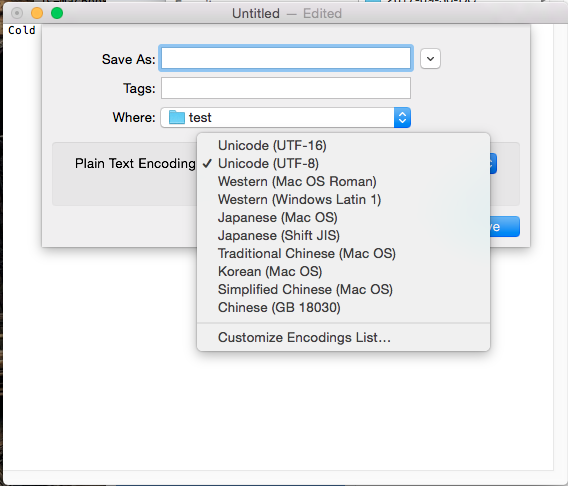 Untitled — Edited
Cold
Save As:
Tags:
Where: test
Plain Text Encoding
Unicode (UTF-16)
✓ Unicode (UTF-8)
Western (Mac OS Roman)
Western (Windows Latin 1)
Japanese (Mac OS)
Japanese (Shift JIS)
Traditional Chinese (Mac OS)
Korean (Mac OS)
Simplified Chinese (Mac OS)
Chinese (GB 18030)
Customize Encodings List…